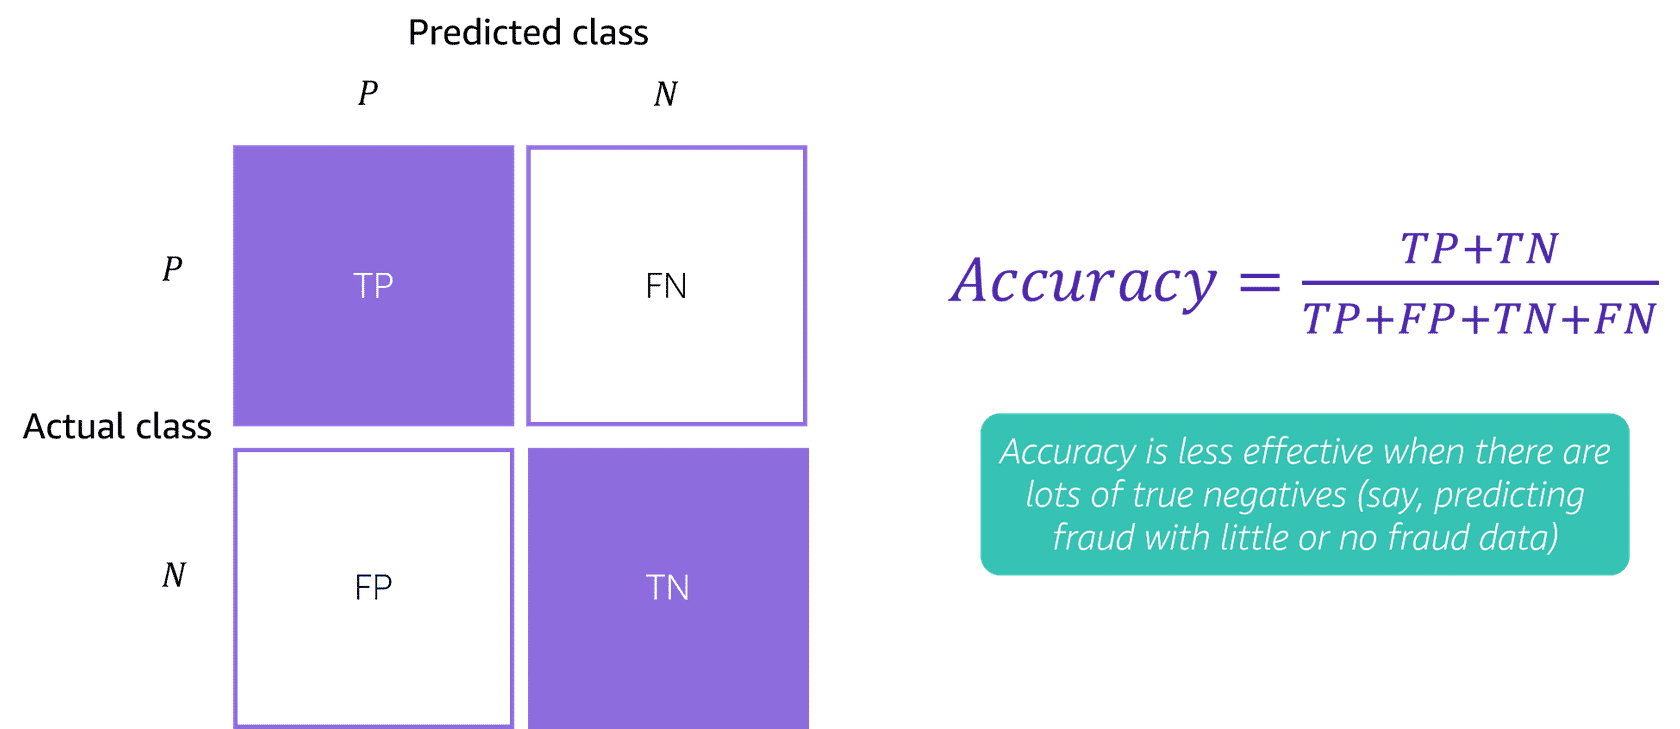 Predicted class
P N
P
TP FN
Actual class
N
FP TN
Accuracy = TP+TN
TP+FP+TN+FN
Accuracy is less effective when there are
lots of true negatives (say, predicting
fraud with little or no fraud data)